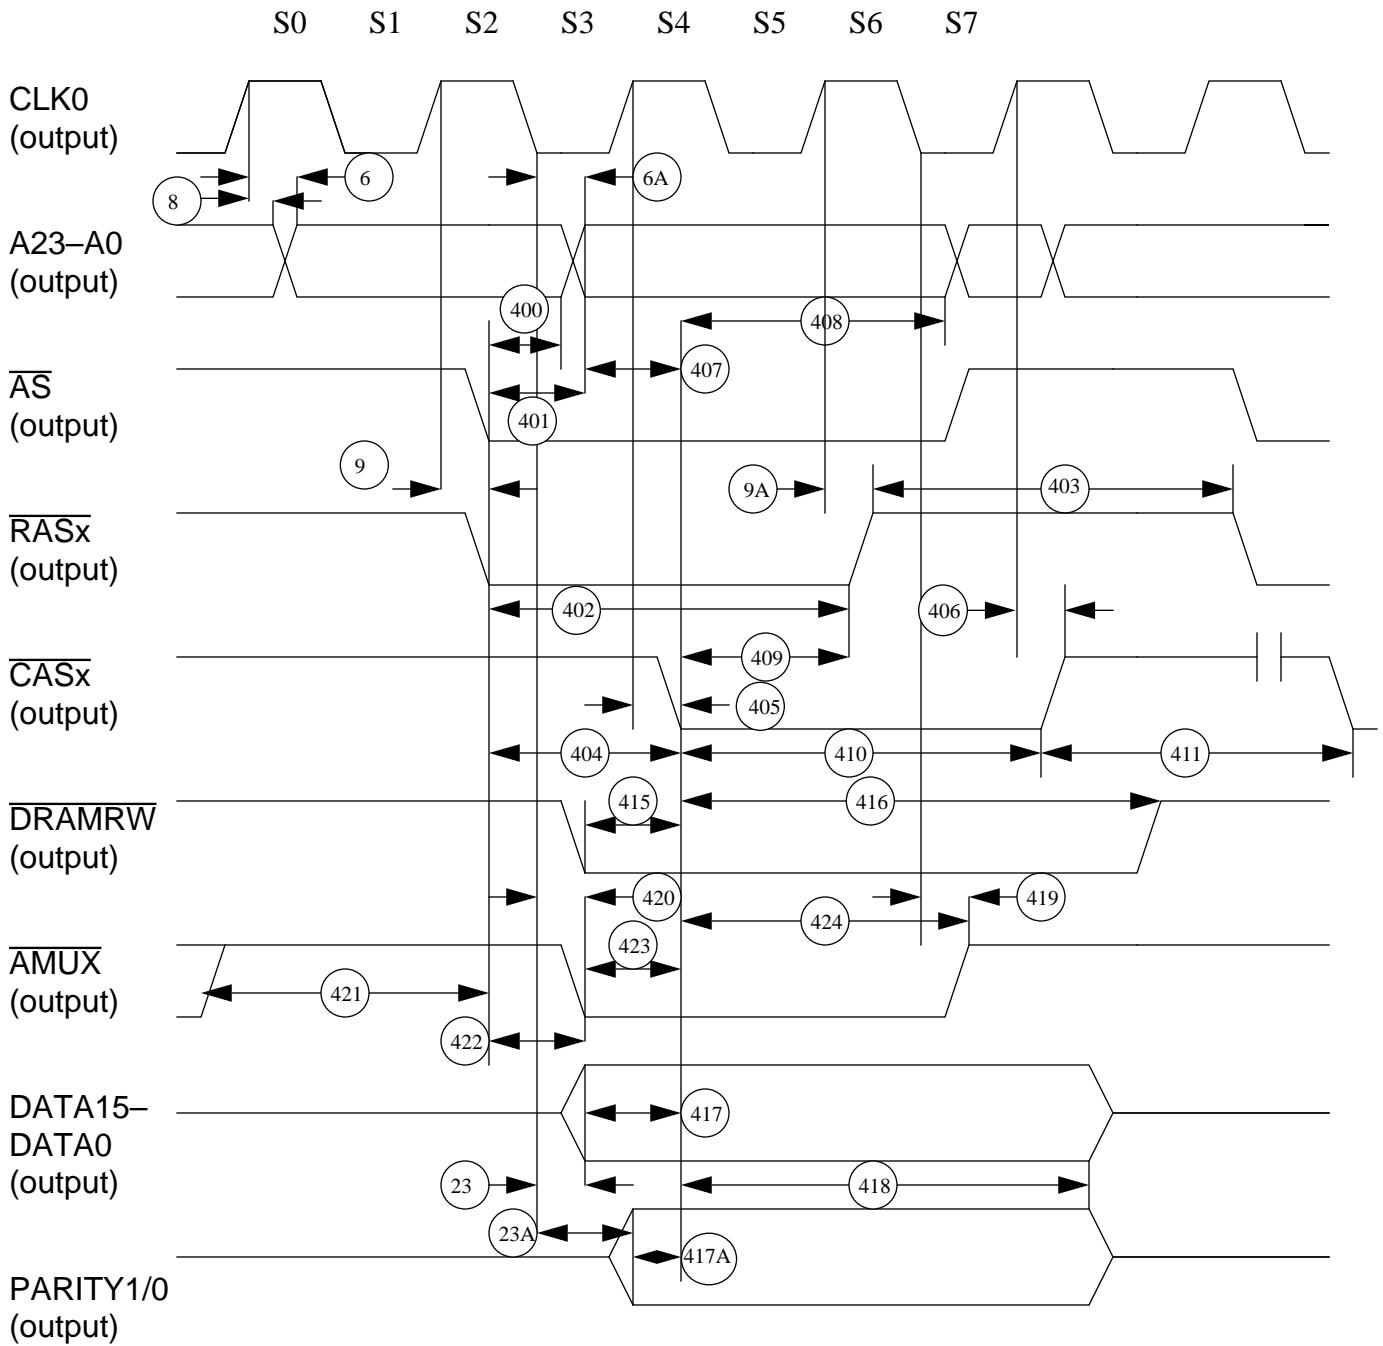 S0 S1 S2 S3 S4 S5 S6 S7
CLK0
(output)
6
6A
8
A23–A0
(output)
400
408
407
AS
(output)
401
9
9A
403
RASx
(output)
402
406
409
CASx
(output)
405
404
410
411
415
416
DRAMRW
(output)
420
419
424
423
AMUX
(output)
421
422
DATA15–
DATA0
(output)
417
23
418
23A
417A
PARITY1/0
(output)